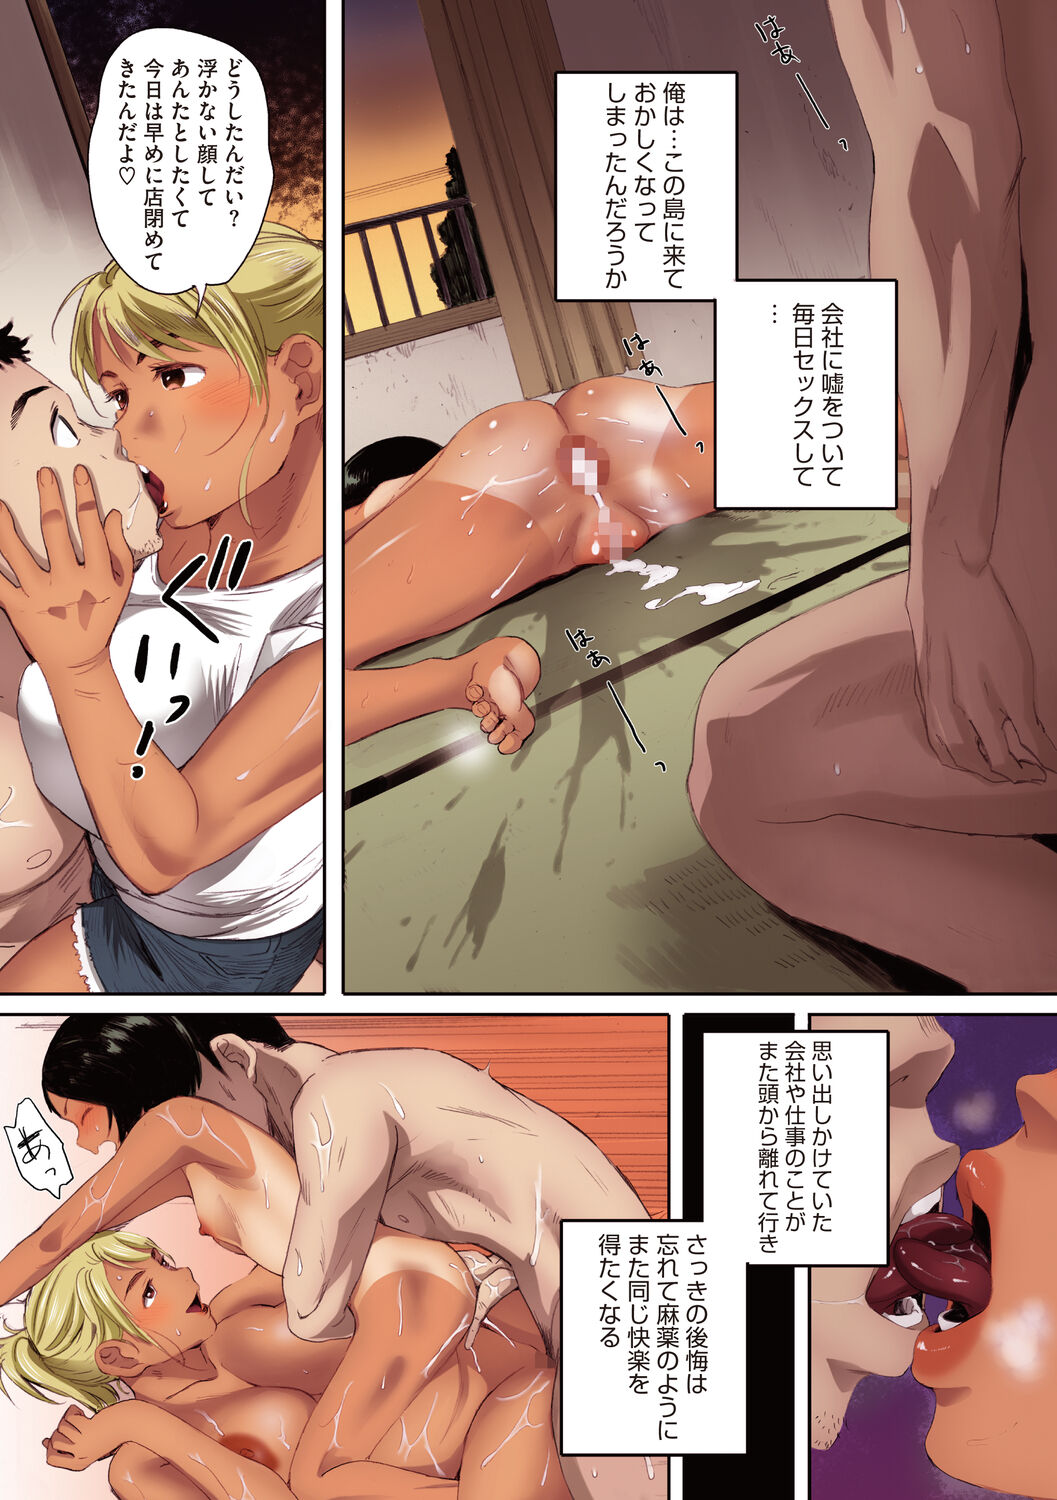 はぁー
俺は…この島に来て
おかしくなって
しまったんだろうか
会社に嘘をついて
毎日セックスして
…
はぁーっ
はぁーっ
どうしたんだい？
浮かない顔して
あんたとしたくて
今日は早めに店閉めて
きたんだよ♡
ぐいっ!
思い出しかけていた
会社や仕事のことが
また頭から離れて行き
さっきの後悔は
忘れて麻薬のように
また同じ快楽を
得たくなる
あっ